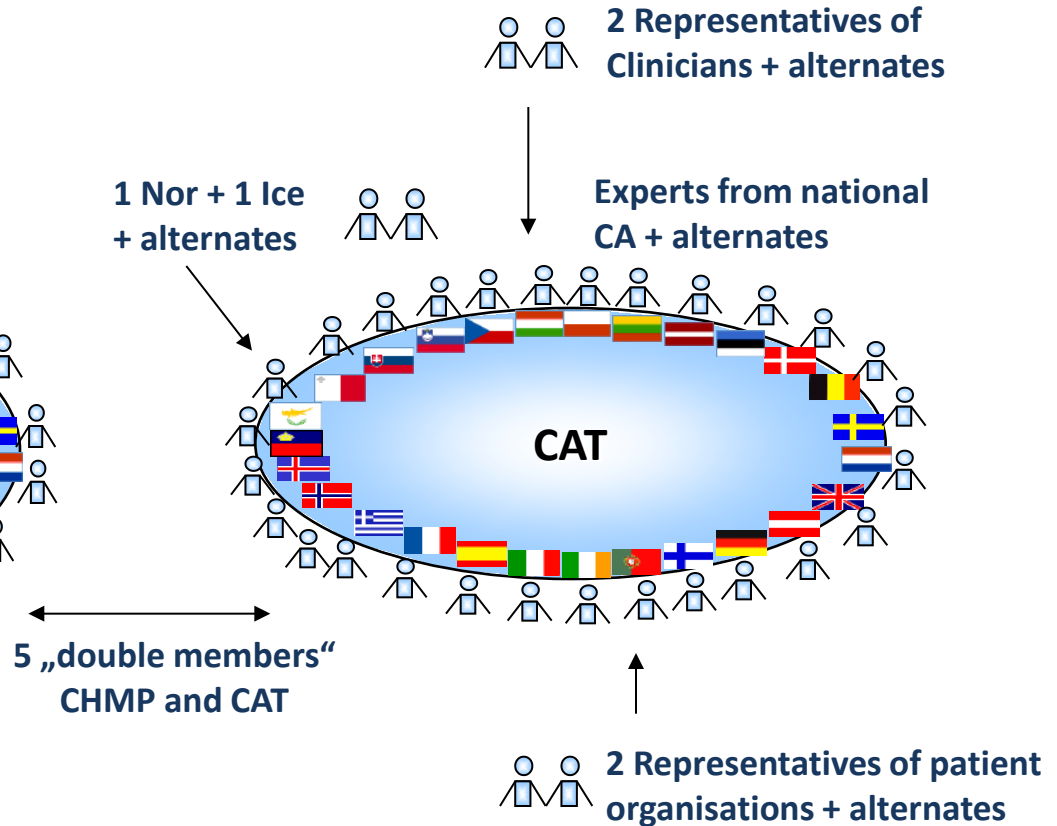 2 Representatives of
Clinicians + alternates
1 Nor + 1 Ice
+ alternates
Experts from national
CA + alternates
CAT
5 „double members“
CHMP and CAT
2 Representatives of patient
organisations + alternates